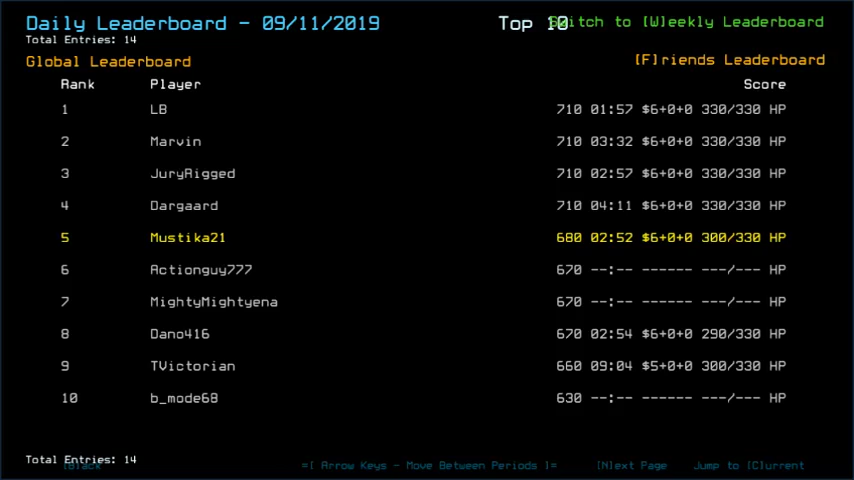 Daily Leaderboard - 09/11/2019 Top 10 Switch to [W]eekly Leaderboard
Total Entries: 14
Global Leaderboard [F]riends Leaderboard
Rank Player Score
1 LB 710 01:57 $6+0+0 330/330 HP
2 Marvin 710 03:32 $6+0+0 330/330 HP
3 JuryRigged 710 02:57 $6+0+0 330/330 HP
4 Dargaard 710 04:11 $6+0+0 330/330 HP
5 Mustika21 680 02:52 $6+0+0 300/330 HP
6 Actionguy777 670 --:-- ------ ---/--- HP
7 MightyMightyena 670 --:-- ------ ---/--- HP
8 Dano416 670 02:54 $6+0+0 290/330 HP
9 TVictorian 660 09:04 $5+0+0 300/330 HP
10 b_mode68 630 --:-- ------ ---/--- HP
Total Entries: 14
[B]ack =[ Arrow Keys - Move Between Periods ]= [N]ext Page Jump to [C]urrent